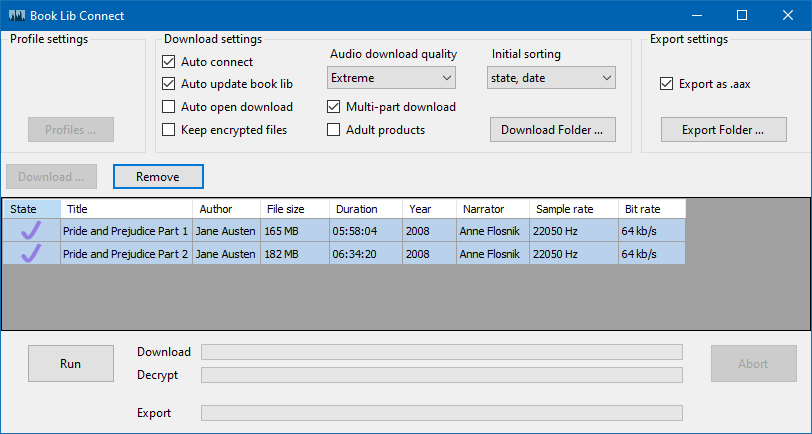 Book Lib Connect
Profile settings
Profiles ...
Download settings
Auto connect
Auto update book lib
Auto open download
Keep encrypted files
Audio download quality
Extreme
Multi-part download
Adult products
Initial sorting
state, date
Download Folder ...
Export settings
Export as .aax
Export Folder ...
Download ...
Remove
State Title Author File size Duration Year Narrator Sample rate Bit rate
Pride and Prejudice Part 1 Jane Austen 165 MB 05:58:04 2008 Anne Flosnik 22050 Hz 64 kb/s
Pride and Prejudice Part 2 Jane Austen 182 MB 06:34:20 2008 Anne Flosnik 22050 Hz 64 kb/s
Run
Download
Decrypt
Export
Abort